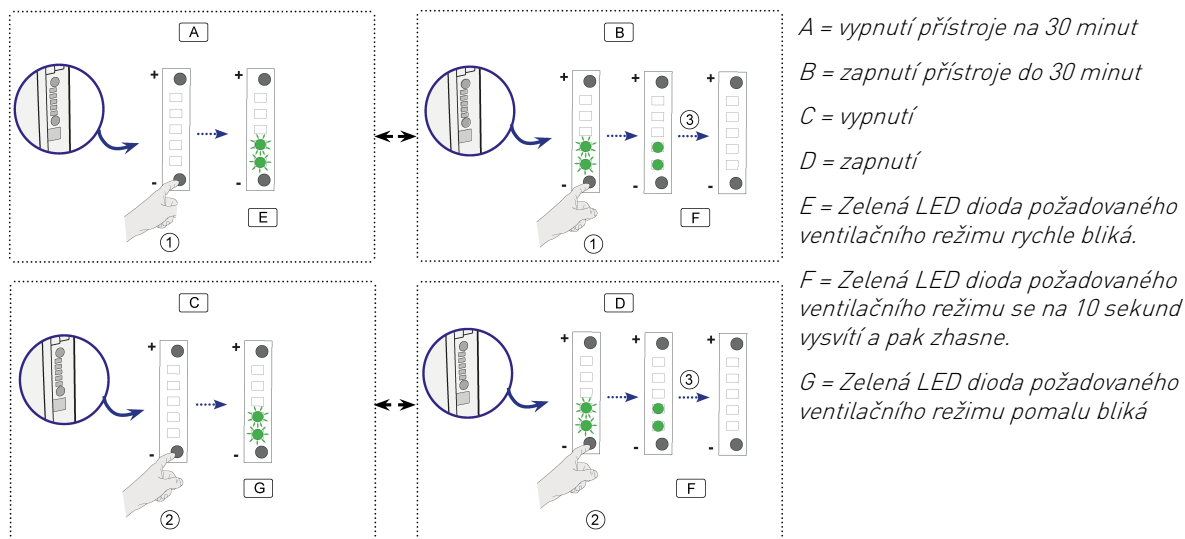 A
+
+
-
-
E
1
B
+
+
+
3
-
-
-
F
1
C
+
+
-
-
G
2
D
+
+
+
3
-
-
-
F
2
A = vypnutí přístroje na 30 minut
B = zapnutí přístroje do 30 minut
C = vypnutí
D = zapnutí
E = Zelená LED dioda požadovaného
ventilačního režimu rychle bliká.
F = Zelená LED dioda požadovaného
ventilačního režimu se na 10 sekund
vysvítí a pak zhasne.
G = Zelená LED dioda požadovaného
ventilačního režimu pomalu bliká